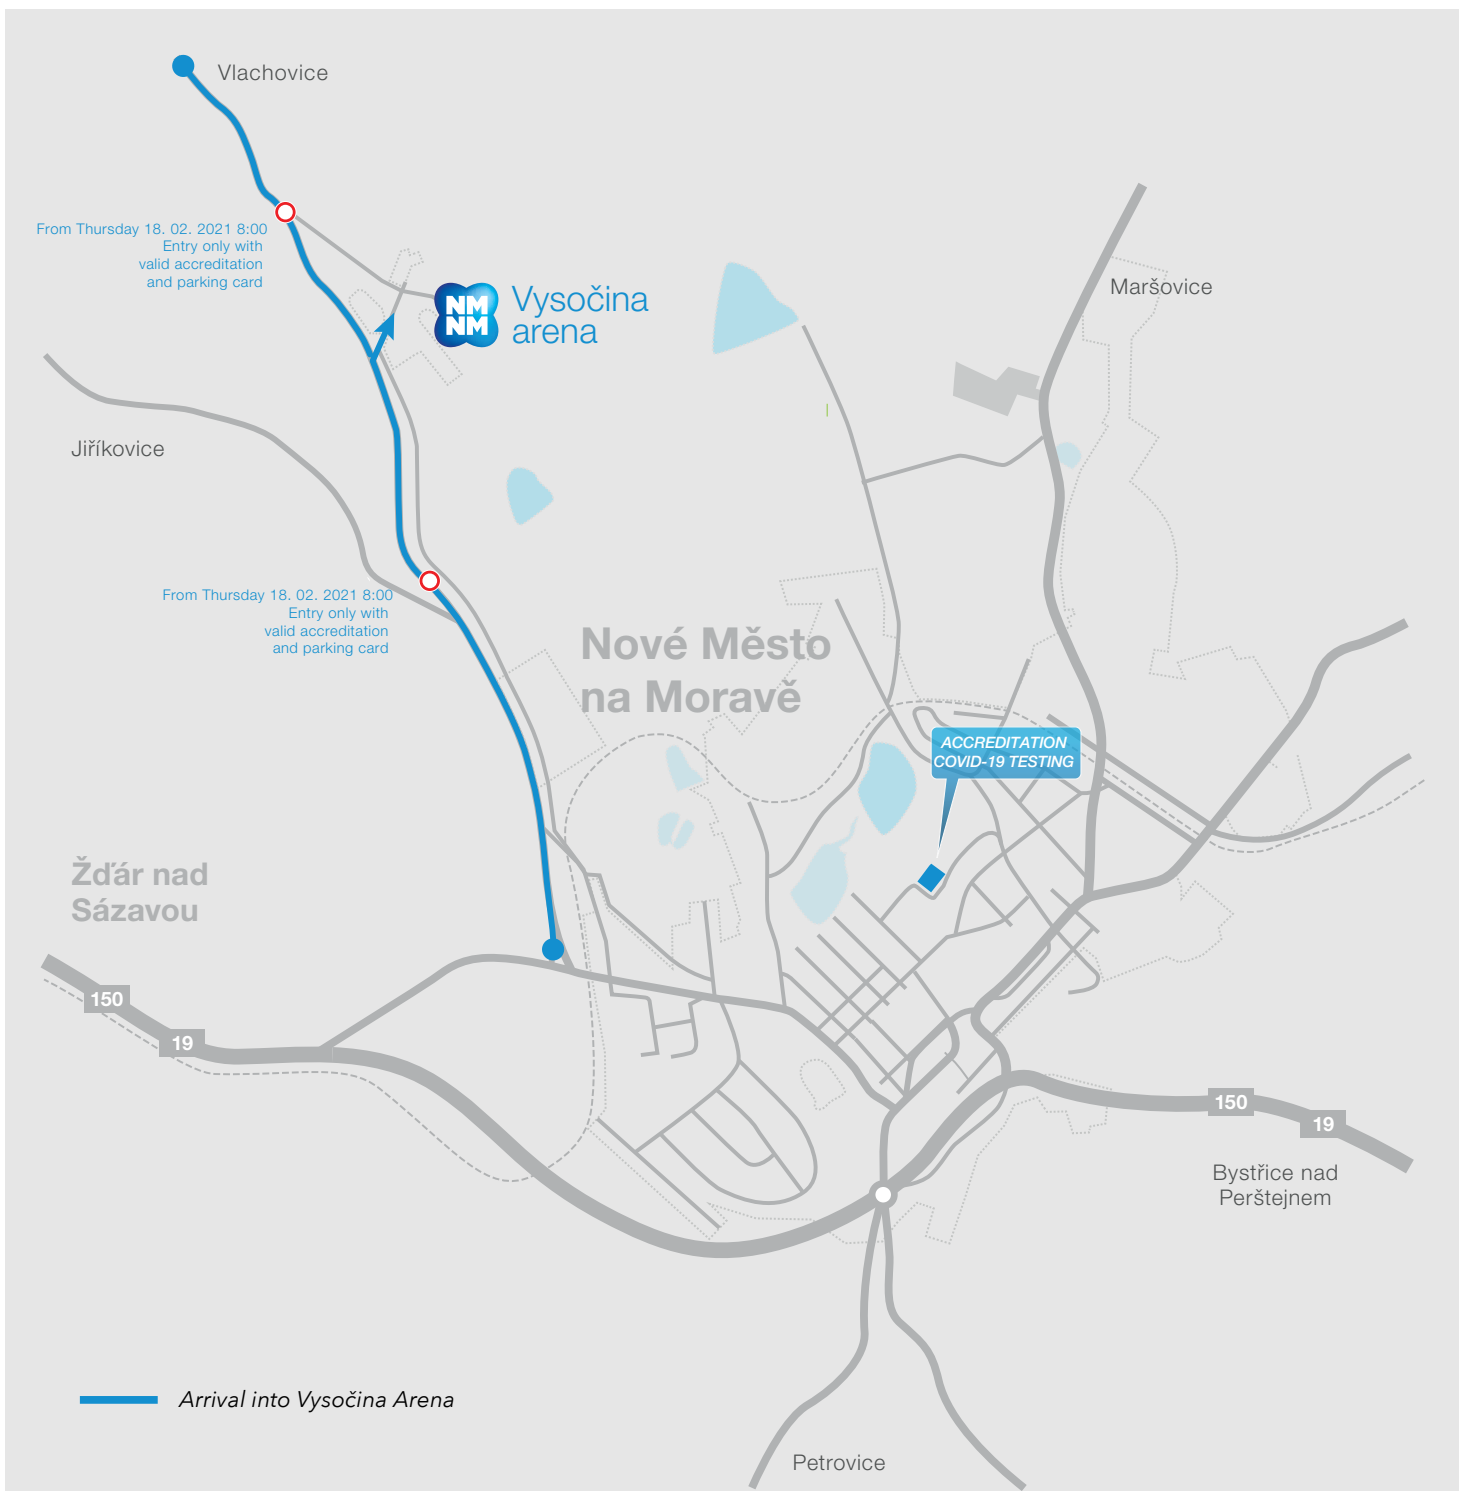 Vlachovice
From Thursday 18. 02. 2021 8:00
Entry only with
valid accreditation
and parking card
NM
NM
Vysočina
arena
Maršovice
Jiříkovice
From Thursday 18. 02. 2021 8:00
Entry only with
valid accreditation
and parking card
Nové Město
na Moravě
ACCREDITATION
COVID-19 TESTING
Žďár nad
Sázavou
150
19
150
19
Bystřice nad
Perštejnem
Arrival into Vysočina Arena
Petrovice